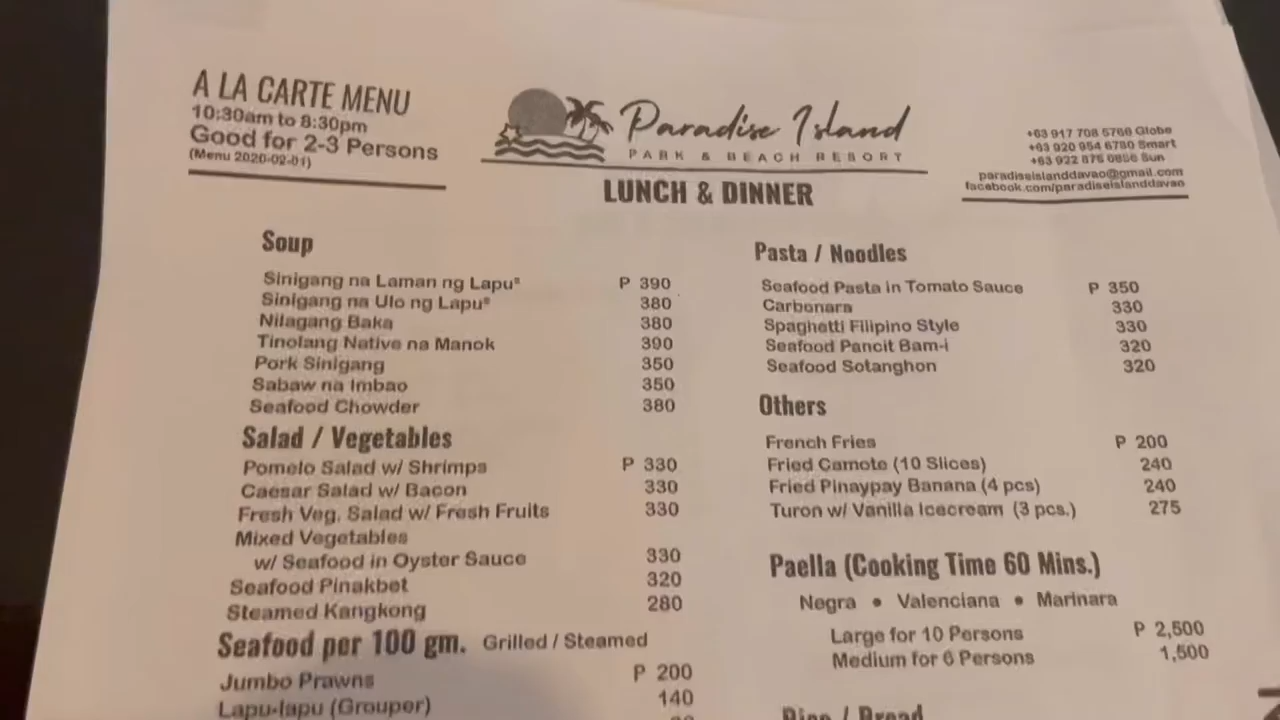 A LA CARTE MENU
10:30am to 8:30pm
Good for 2-3 Persons
(Menu 2020-02-01)
Paradise Island
PARK & BEACH RESORT
+63 917 708 5760 Globe
+63 920 954 6780 Smart
+63 922 875 0856 Sun
paradiseislanddavao@gmail.com
facebook.com/paradiseislanddavao
LUNCH & DINNER
Soup
Sinigang na Laman ng Lapu² P 390
Sinigang na Ulo ng Lapu² 380
Nilagang Baka 380
Tinolang Native na Manok 390
Pork Sinigang 350
Sabaw na Imbao 350
Seafood Chowder 380
Salad / Vegetables
Pomelo Salad w/ Shrimps P 330
Caesar Salad w/ Bacon 330
Fresh Veg. Salad w/ Fresh Fruits 330
Mixed Vegetables
w/ Seafood in Oyster Sauce 330
Seafood Pinakbet 320
Steamed Kangkong 280
Seafood per 100 gm. Grilled / Steamed
Jumbo Prawns P 200
Lapu-lapu (Grouper) 140
Pasta / Noodles
Seafood Pasta in Tomato Sauce P 350
Carbonara 330
Spaghetti Filipino Style 330
Seafood Pancit Bam-i 320
Seafood Sotanghon 320
Others
French Fries P 200
Fried Camote (10 Slices) 240
Fried Pinaypay Banana (4 pcs) 240
Turon w/ Vanilla Icecream (3 pcs.) 275
Paella (Cooking Time 60 Mins.)
Negra • Valenciana • Marinara
Large for 10 Persons P 2,500
Medium for 6 Persons 1,500
Rice / Bread